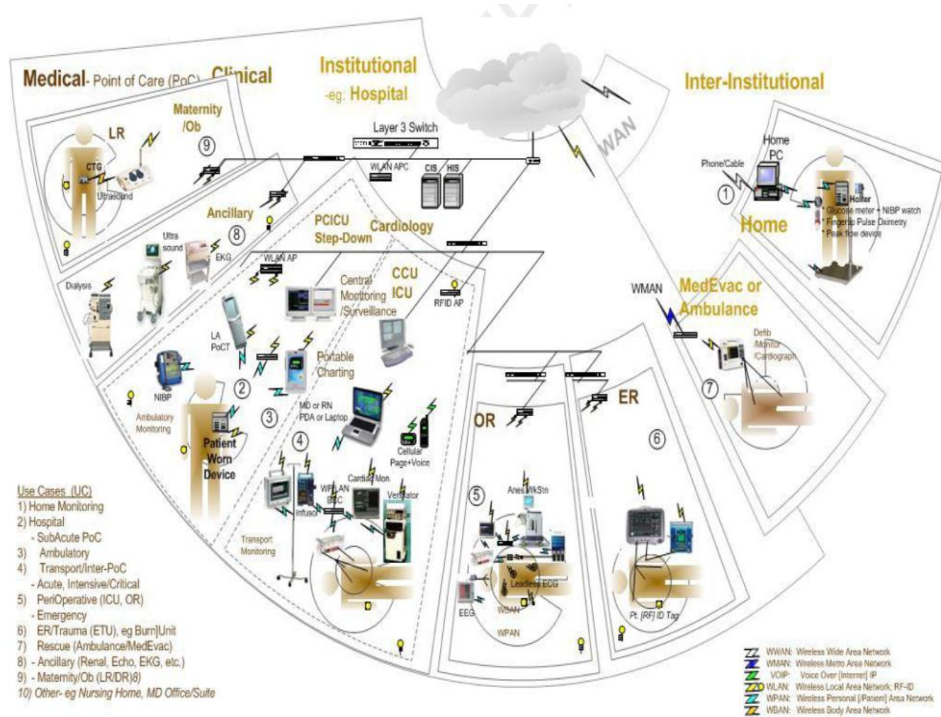 Medical- Point of Care (PoC)
Clinical
Institutional
-eg: Hospital
Inter-Institutional
WAN
Maternity
/Ob
LR
CTG
Ultrasound
9
Layer 3 Switch
WLAN APC
CIS
HIS
Home
PC
Phone/Cable
1
Holter
* Glucose meter + NIBP watch
* Fingertip Pulse Oximetry
* Peak flow device
Home
Ancillary
8
Ultra
sound
EKG
Dialysis
PCICU
Step-Down
Cardiology
WLAN AP
Central
Monitoring
/Surveillance
CCU
ICU
RFID AP
LA
PoCT
Portable
Charting
NIBP
Ambulatory
Monitoring
2
3
4
Patient
Worn
Device
MD or RN
PDA or Laptop
Cellular
Page+Voice
WMAN
MedEvac or
Ambulance
Defib
/Monitor
/Cardiograph
7
OR
ER
6
5
Anes WkStn
Leadless ECG
EEG
WBAN
WPAN
Pt. [RF] ID Tag
Infusor
Cardiac Mon.
Ventilator
Transport
Monitoring
Use Cases (UC)
1) Home Monitoring
2) Hospital
- SubAcute PoC
3) Ambulatory
4) Transport/Inter-PoC
- Acute, Intensive/Critical
5) PeriOperative (ICU, OR)
- Emergency
6) ER/Trauma (ETU), eg Burn]Unit
7) Rescue (Ambulance/MedEvac)
8) - Ancillary (Renal, Echo, EKG, etc.)
9) - Maternity/Ob (LR/DR)8)
10) Other- eg Nursing Home, MD Office/Suite
WWAN: Wireless Wide Area Network
WMAN: Wireless Metro Area Network
VOIP: Voice Over [Internet] IP
WLAN: Wireless Local Area Network; RF-ID
WPAN: Wireless Personal [/Patient] Area Network
WBAN: Wireless Body Area Network